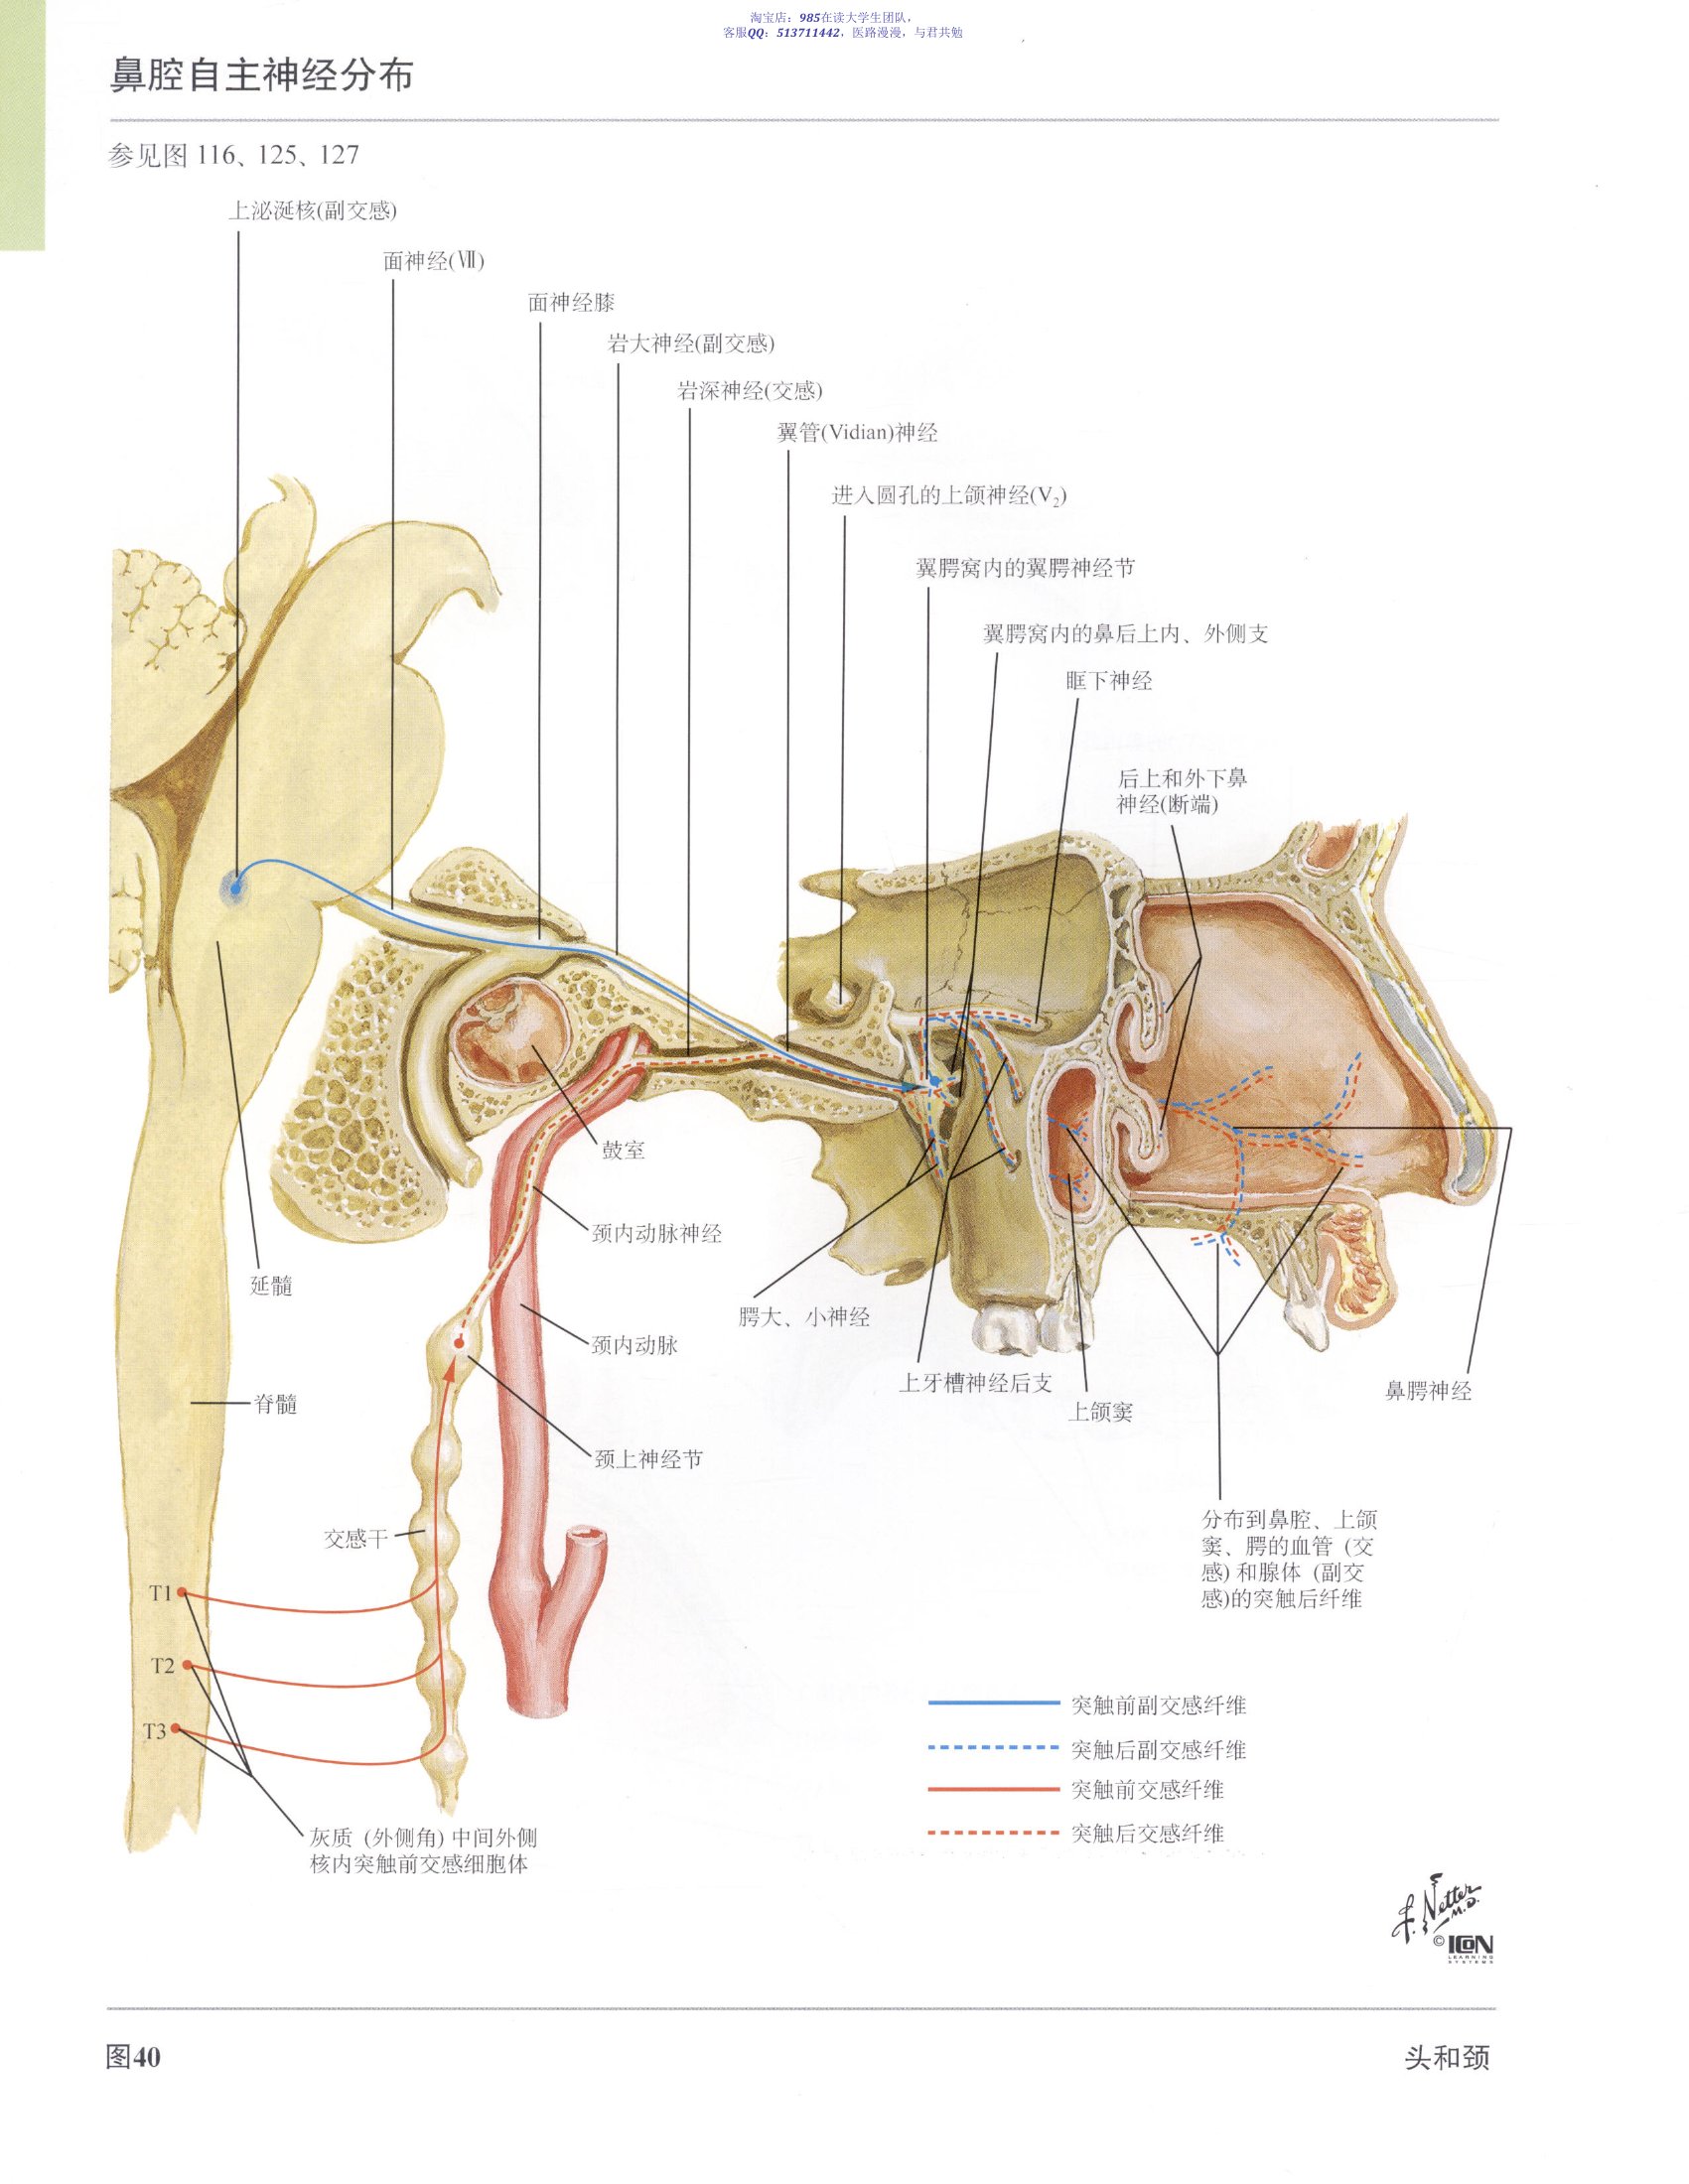 淘宝店：985在读大学生团队，
客服QQ：513711442，医路漫漫，与君共勉
鼻腔自主神经分布
参见图 116、125、127
上泌涎核(副交感)
面神经(Ⅶ)
面神经膝
岩大神经(副交感)
岩深神经(交感)
翼管(Vidian)神经
进入圆孔的上颌神经(V₂)
翼腭窝内的翼腭神经节
翼腭窝内的鼻后上内、外侧支
眶下神经
后上和外下鼻
神经(断端)
鼓室
颈内动脉神经
延髓
腭大、小神经
颈内动脉
上牙槽神经后支
鼻腭神经
脊髓
上颌窦
颈上神经节
分布到鼻腔、上颌
窦、腭的血管 (交
感) 和腺体 (副交
感)的突触后纤维
交感干
T1
T2
T3
突触前副交感纤维
突触后副交感纤维
突触前交感纤维
突触后交感纤维
灰质 (外侧角) 中间外侧
核内突触前交感细胞体
F. Netter
M.D.
© ICON
LEARNING
SYSTEMS
图40
头和颈